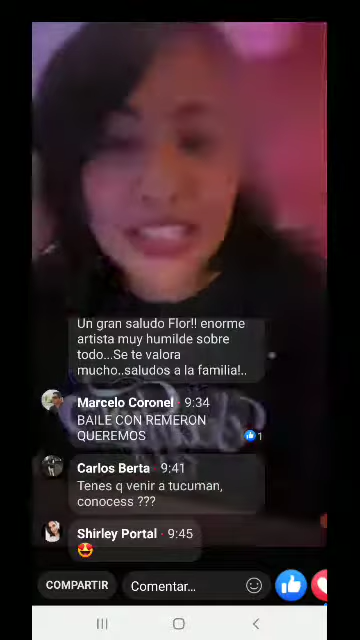 Un gran saludo Flor!! enorme
artista muy humilde sobre
todo...Se te valora
mucho..saludos a la familia!..
Marcelo Coronel · 9:34
BAILE CON REMERON
QUEREMOS
1
Carlos Berta · 9:41
Tenes q venir a tucuman,
conocess ???
Shirley Portal · 9:45
COMPARTIR
Comentar...